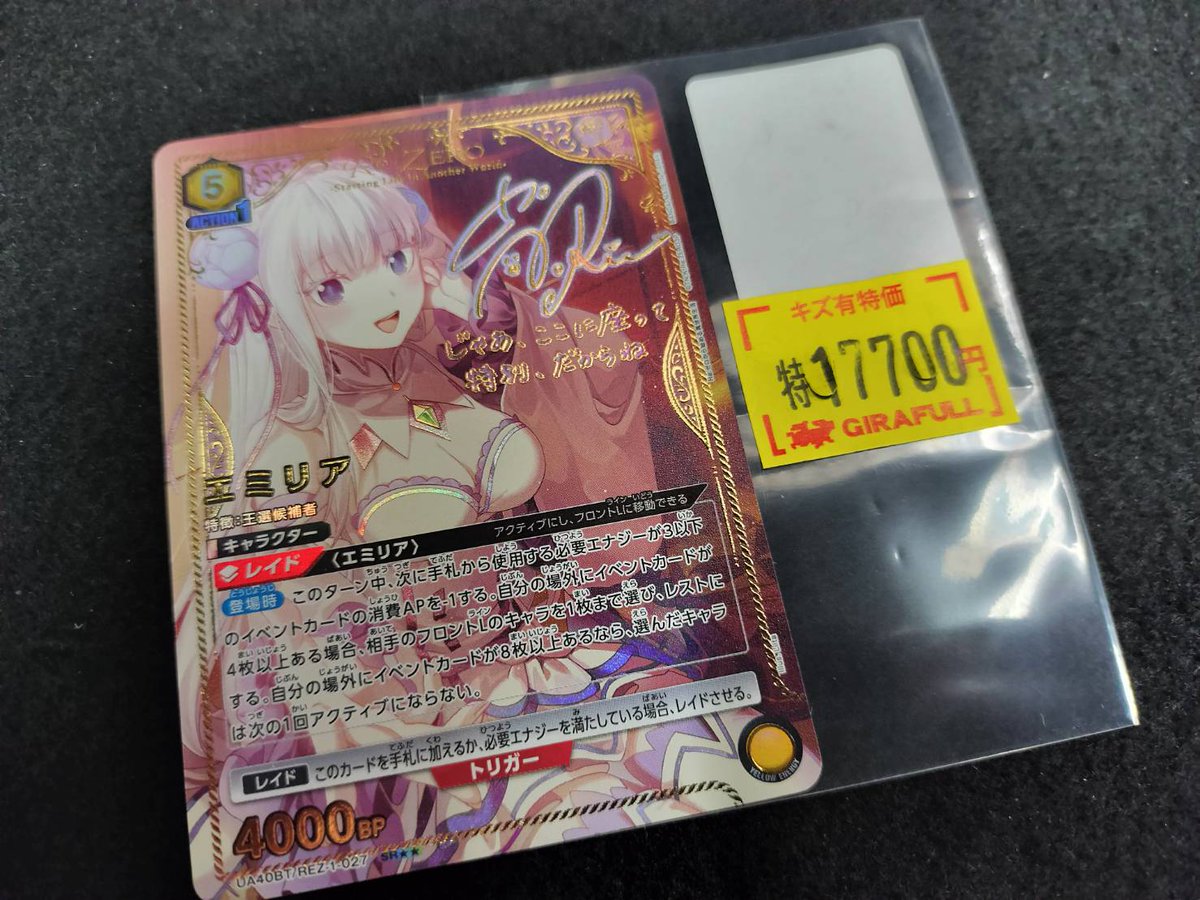 5
ACTION 1
ZERO
-Starting Life in Another World-
じゃあ、ここに座って
特別、だからね
エミリア
特徴:王選候補者
キャラクター
レイド 〈エミリア〉 アクティブにし、フロントLに移動できる
登場時 このターン中、次に手札から使用する必要エナジーが3以下
のイベントカードの消費APを-1する。自分の場外にイベントカードが
4枚以上ある場合、相手のフロントLのキャラを1枚まで選び、レストに
する。自分の場外にイベントカードが8枚以上あるなら、選んだキャラ
は次の1回アクティブにならない。
レイド このカードを手札に加えるか、必要エナジーを満たしている場合、レイドさせる。
トリガー
YELLOW ENERGY
4000BP
UA40BT/REZ-1-027 SR★★
キズ有特価
特17700円
GIRAFULL